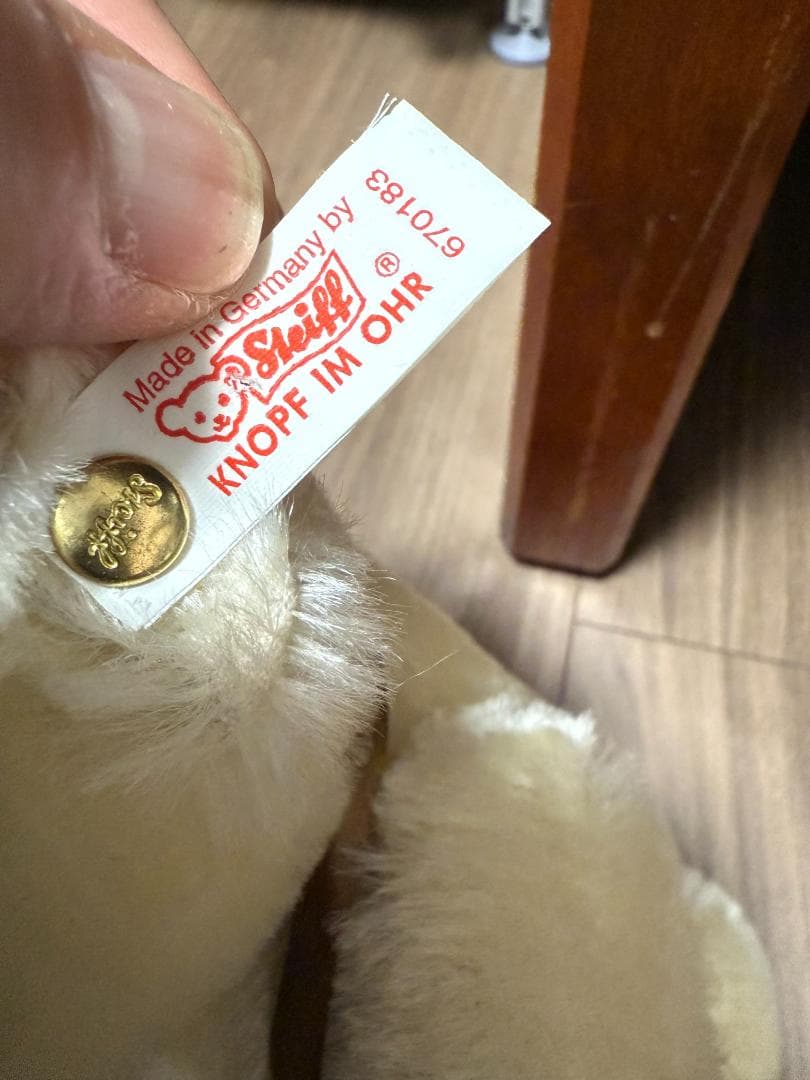 Made in Germany by
Steiff ®
KNOPF IM OHR
670183
Steiff